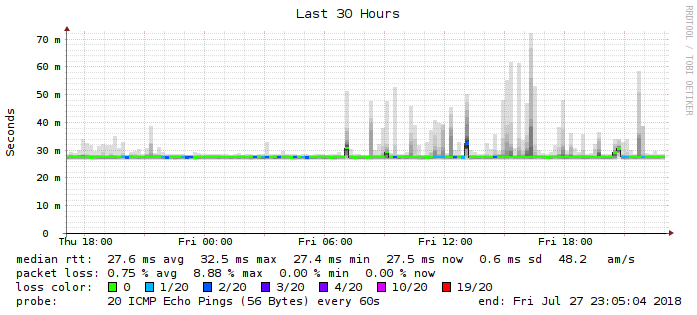 Last 30 Hours
RRDTOOL / TOBI OETIKER
Seconds
70 m
60 m
50 m
40 m
30 m
20 m
10 m
0
Thu 18:00 Fri 00:00 Fri 06:00 Fri 12:00 Fri 18:00
median rtt: 27.6 ms avg 32.5 ms max 27.4 ms min 27.5 ms now 0.6 ms sd 48.2 am/s
packet loss: 0.75 % avg 8.88 % max 0.00 % min 0.00 % now
loss color: 0 1/20 2/20 3/20 4/20 10/20 19/20
probe: 20 ICMP Echo Pings (56 Bytes) every 60s end: Fri Jul 27 23:05:04 2018